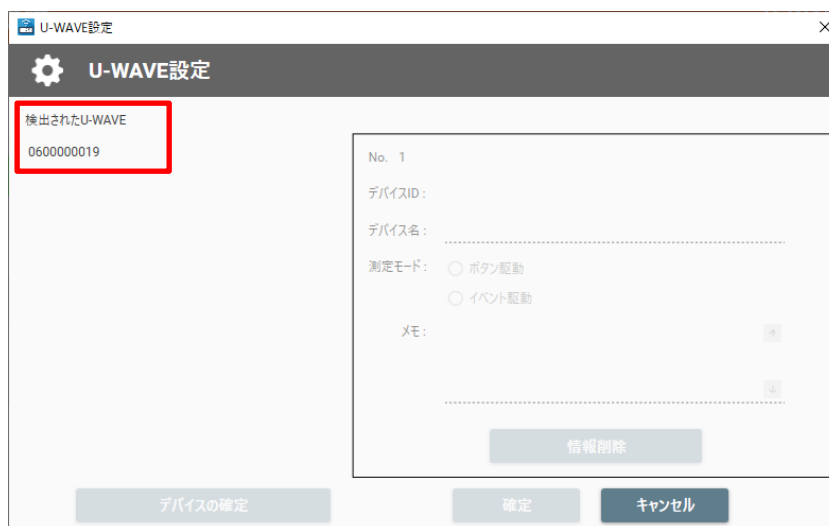 U-WAVE設定
U-WAVE設定
検出されたU-WAVE
0600000019
No. 1
デバイスID :
デバイス名 :
測定モード : ボタン駆動
イベント駆動
メモ :
情報削除
デバイスの確定 確定 キャンセル